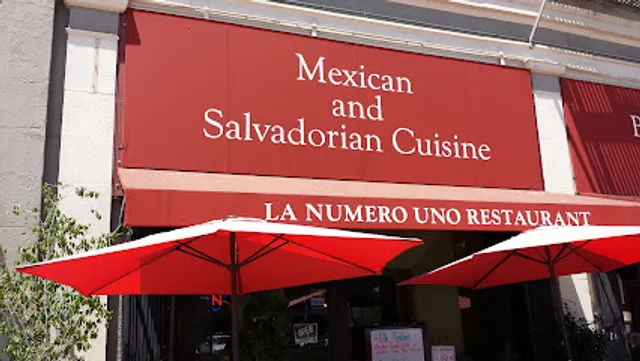 Mexican
and
Salvadorian Cuisine
LA NUMERO UNO RESTAURANT